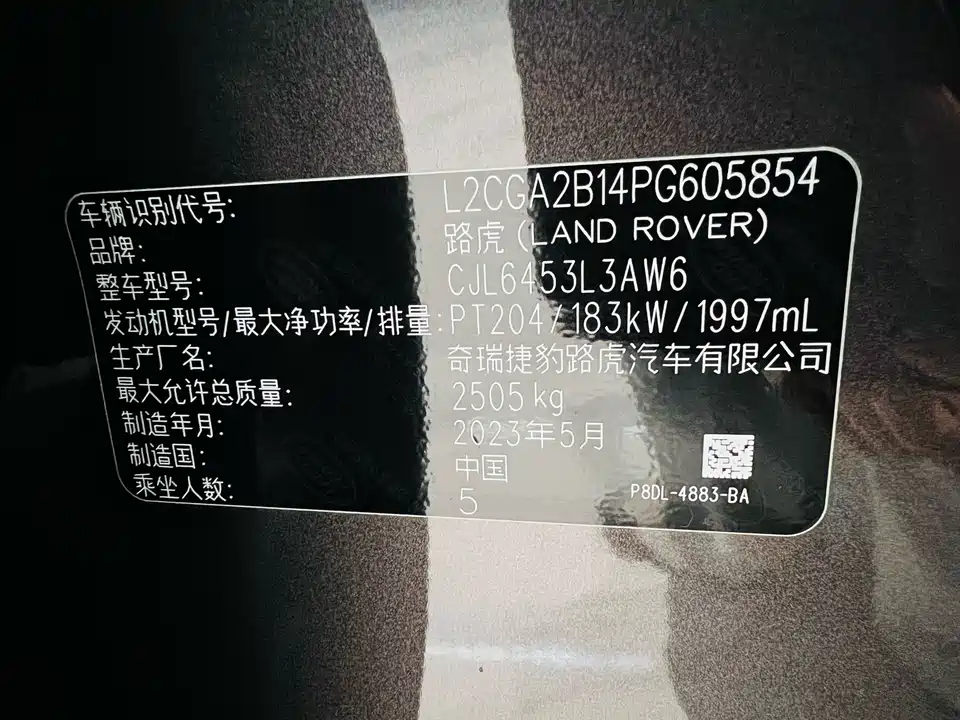 车辆识别代号: L2CGA2B14PG605854
品牌: 路虎 (LAND ROVER)
整车型号: CJL6453L3AW6
发动机型号/最大净功率/排量: PT204/183kW/1997mL
生产厂名: 奇瑞捷豹路虎汽车有限公司
最大允许总质量: 2505 kg
制造年月: 2023年5月
制造国: 中国
乘坐人数: 5
P8DL-4883-BA